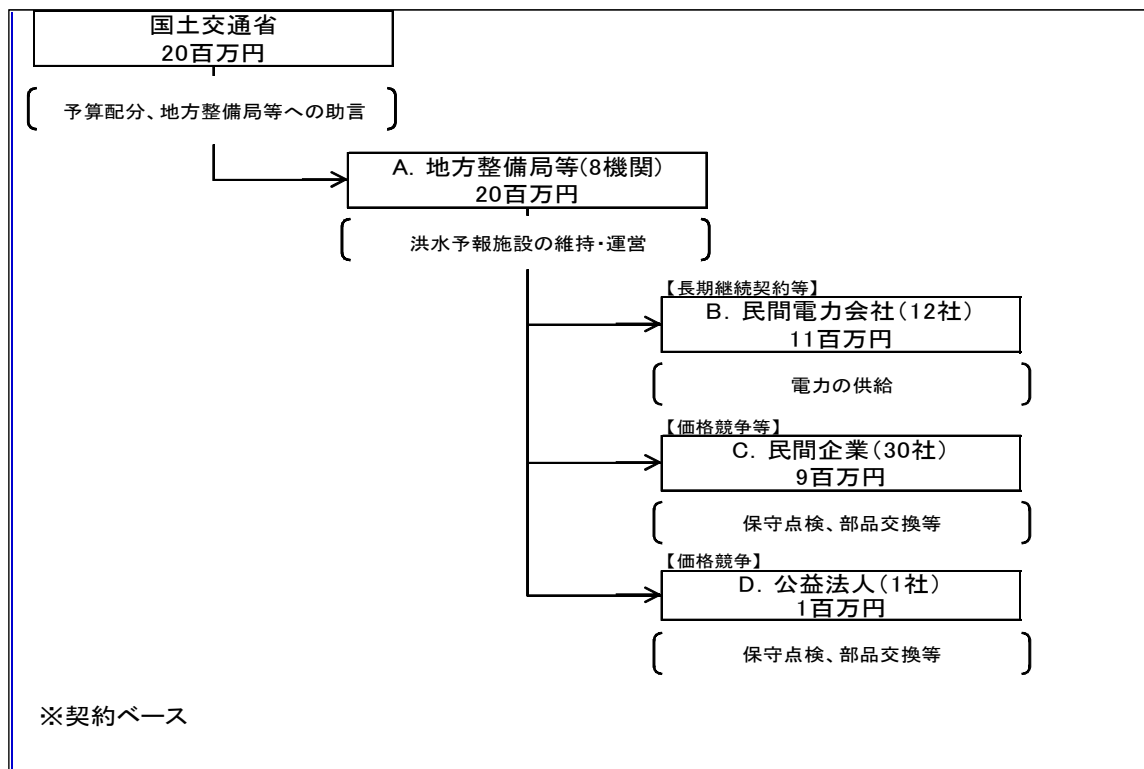 国土交通省
20百万円
予算配分、地方整備局等への助言
A. 地方整備局等(8機関)
20百万円
洪水予報施設の維持・運営
【長期継続契約等】
B. 民間電力会社(12社)
11百万円
電力の供給
【価格競争等】
C. 民間企業(30社)
9百万円
保守点検、部品交換等
【価格競争】
D. 公益法人(1社)
1百万円
保守点検、部品交換等
※契約ベース